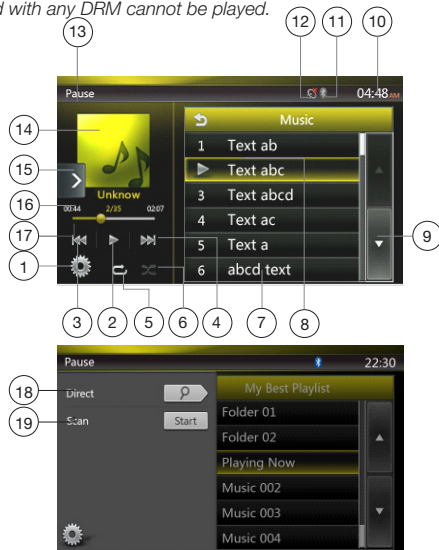 d with any DRM cannot be played.
12 11 10
13
Pause 04:48 AM
14
Music
1 Text ab
Text abc
15
3 Text abcd
Unknow
16
00:44 2/35 02:07
4 Text ac
17
5 Text a
9
1
6 abcd text
3 2 5 6 4 7 8
Pause 22:30
18
Direct
My Best Playlist
19
Scan Start
Folder 01
Folder 02
Playing Now
Music 002
Music 003
Music 004